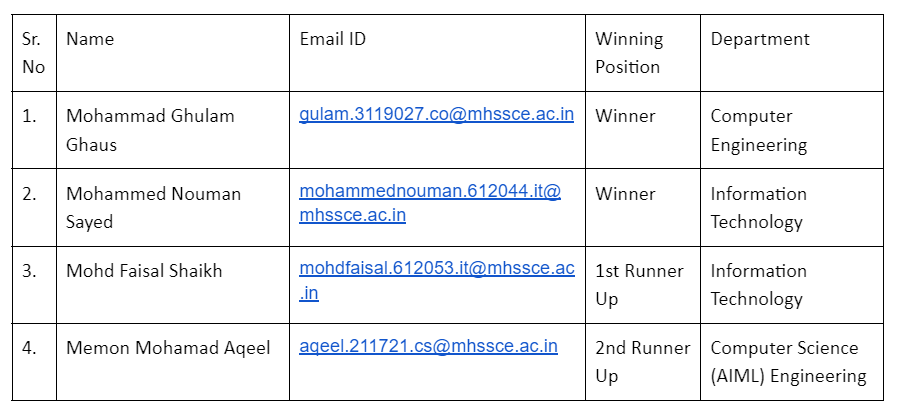 Sr. No Name Email ID Winning Position Department
1. Mohammad Ghulam Ghaus gulam.3119027.co@mhssce.ac.in Winner Computer Engineering
2. Mohammed Nouman Sayed mohammednouman.612044.it@mhssce.ac.in Winner Information Technology
3. Mohd Faisal Shaikh mohdfaisal.612053.it@mhssce.ac.in 1st Runner Up Information Technology
4. Memon Mohamad Aqeel aqeel.211721.cs@mhssce.ac.in 2nd Runner Up Computer Science (AIML) Engineering